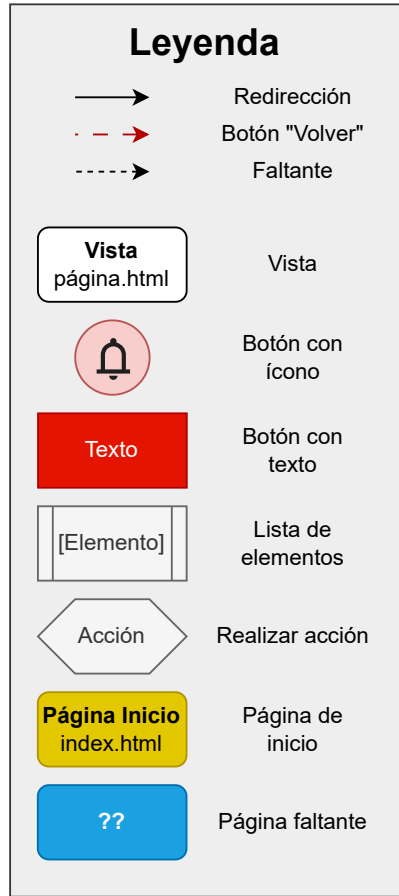 Leyenda
Redirección
Botón "Volver"
Faltante
Vista
página.html
Vista
Botón con
ícono
Texto
Botón con
texto
[Elemento]
Lista de
elementos
Acción
Realizar acción
Página Inicio
index.html
Página de
inicio
??
Página faltante